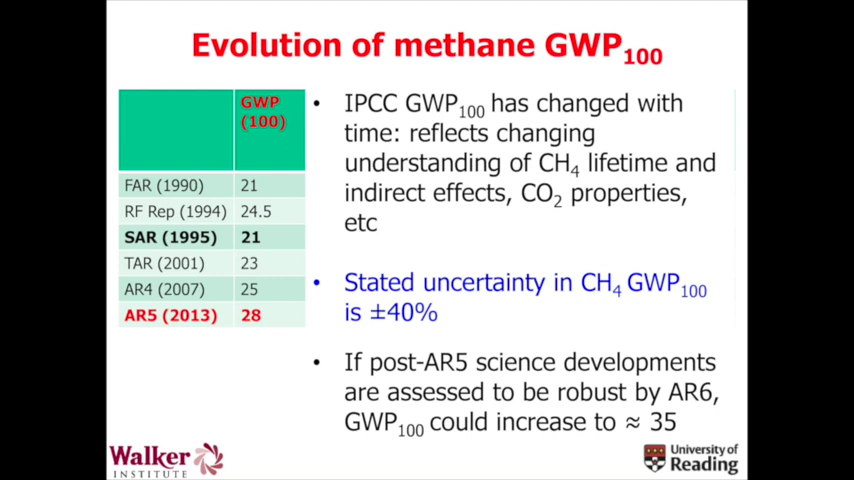 Evolution of methane GWP100
GWP
(100)
FAR (1990) 21
RF Rep (1994) 24.5
SAR (1995) 21
TAR (2001) 23
AR4 (2007) 25
AR5 (2013) 28
• IPCC GWP100 has changed with
time: reflects changing
understanding of CH4 lifetime and
indirect effects, CO2 properties,
etc
• Stated uncertainty in CH4 GWP100
is ±40%
• If post-AR5 science developments
are assessed to be robust by AR6,
GWP100 could increase to ≈ 35
Walker
INSTITUTE
University of
Reading